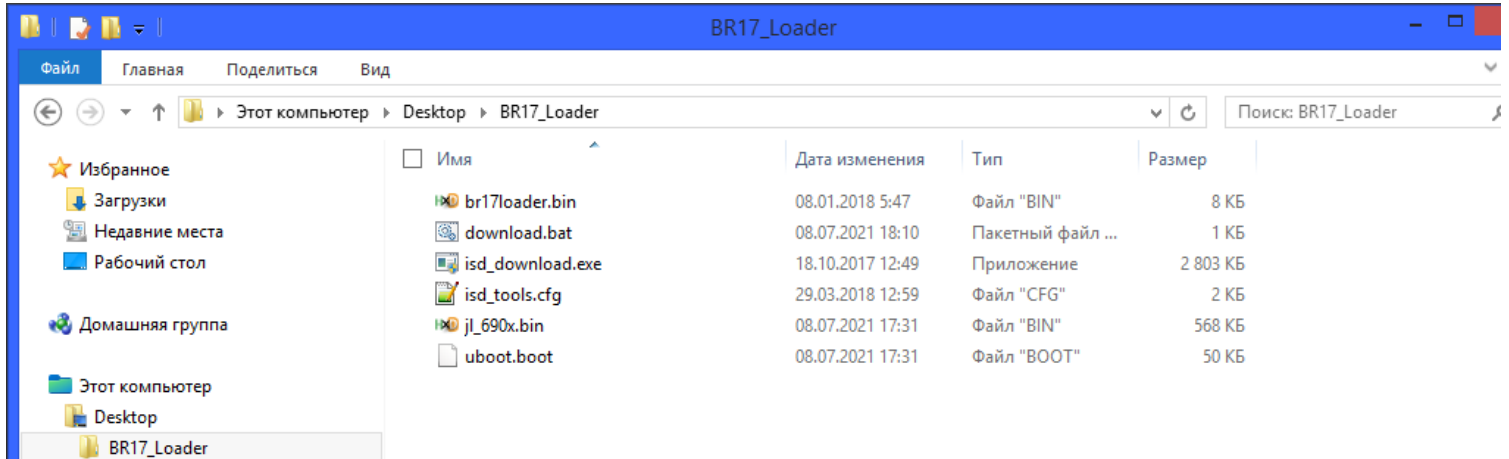 BR17_Loader
Файл Главная Поделиться Вид
Этот компьютер Desktop BR17_Loader Поиск: BR17_Loader
Имя Дата изменения Тип Размер
Избранное
Загрузки
Недавние места
Рабочий стол
Домашняя группа
Этот компьютер
Desktop
BR17_Loader
br17loader.bin 08.01.2018 5:47 Файл "BIN" 8 КБ
download.bat 08.07.2021 18:10 Пакетный файл ... 1 КБ
isd_download.exe 18.10.2017 12:49 Приложение 2 803 КБ
isd_tools.cfg 29.03.2018 12:59 Файл "CFG" 2 КБ
jl_690x.bin 08.07.2021 17:31 Файл "BIN" 568 КБ
uboot.boot 08.07.2021 17:31 Файл "BOOT" 50 КБ